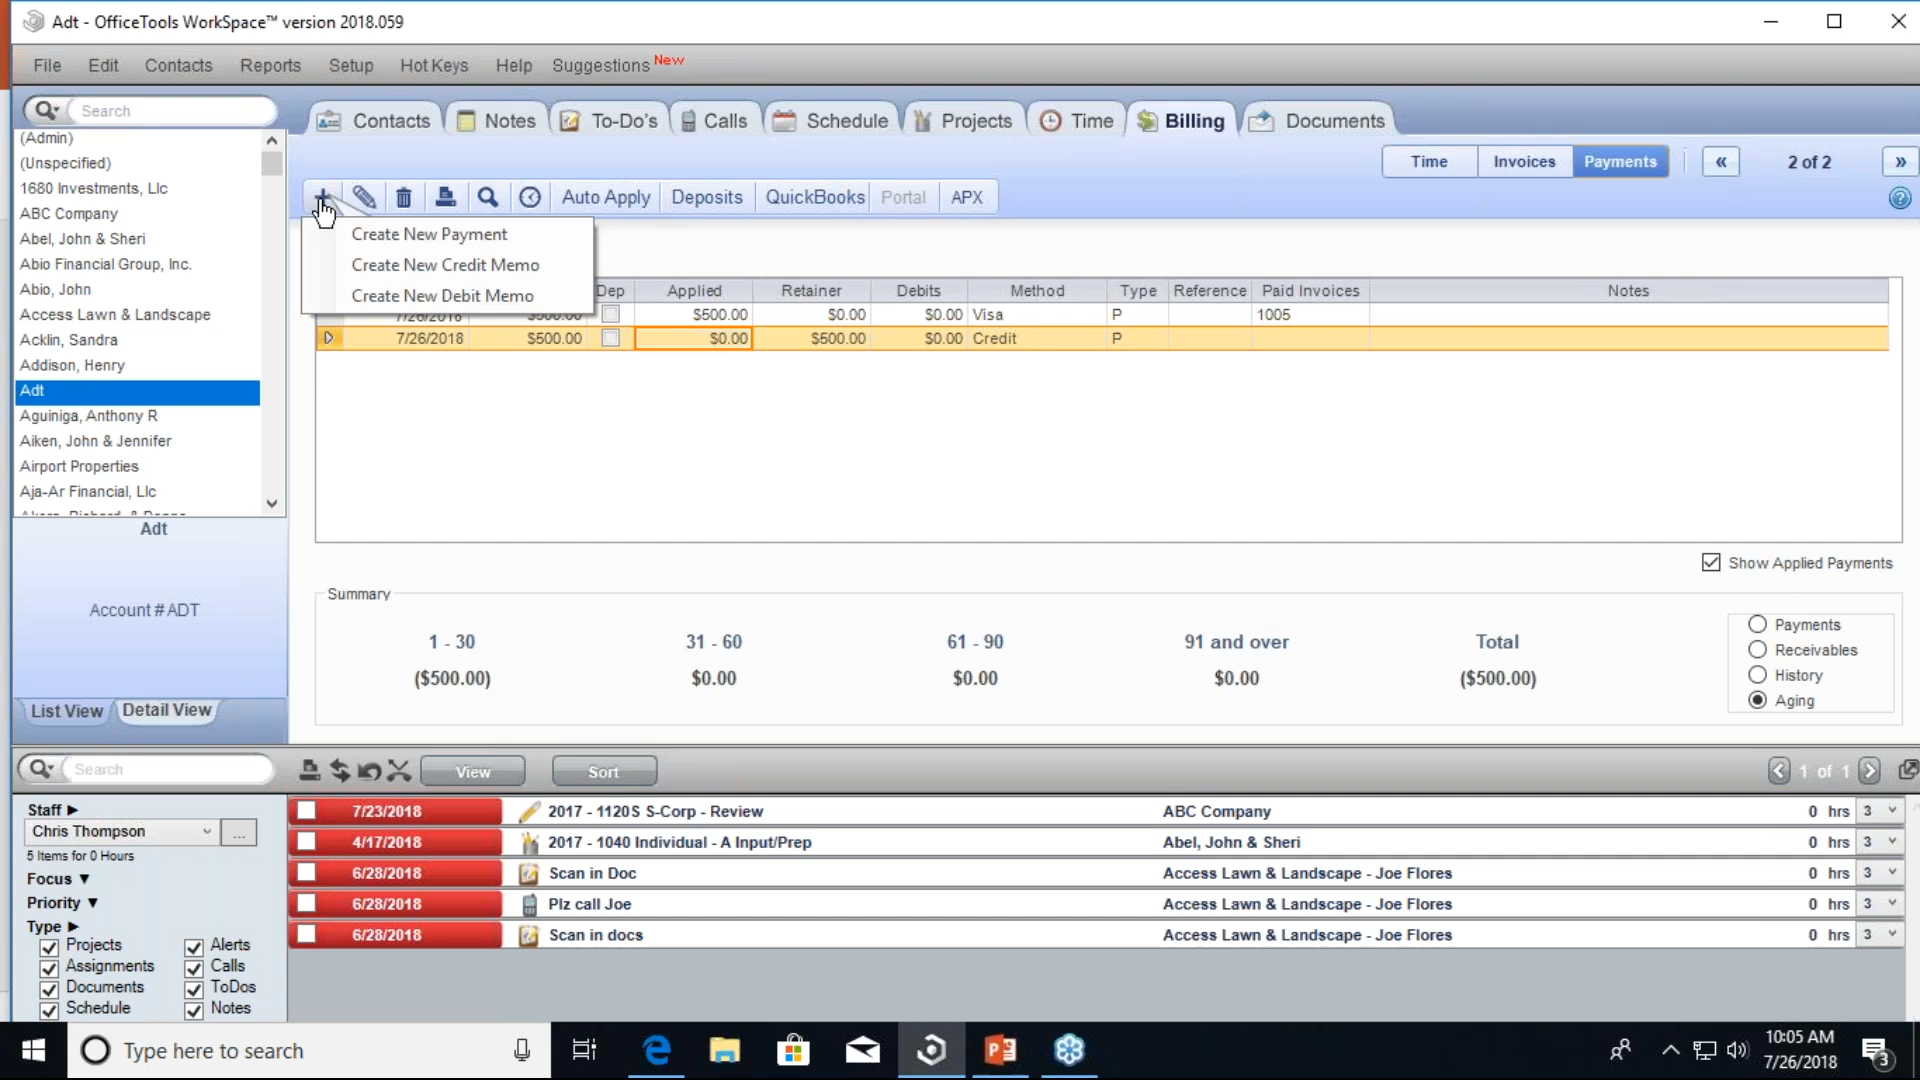 Adt - OfficeTools WorkSpace™ version 2018.059
File Edit Contacts Reports Setup Hot Keys Help Suggestions New
Search
Contacts Notes To-Do's Calls Schedule Projects Time Billing Documents
Time Invoices Payments « 2 of 2 »
Auto Apply Deposits QuickBooks Portal APX
Create New Payment
Create New Credit Memo
Create New Debit Memo
(Admin)
(Unspecified)
1680 Investments, Llc
ABC Company
Abel, John & Sheri
Abio Financial Group, Inc.
Abio, John
Access Lawn & Landscape
Acklin, Sandra
Addison, Henry
Adt
Aguiniga, Anthony R
Aiken, John & Jennifer
Airport Properties
Aja-Ar Financial, Llc
Adt
Account # ADT
List View Detail View
Dep Applied Retainer Debits Method Type Reference Paid Invoices Notes
7/26/2018 $500.00 $500.00 $0.00 $0.00 Visa P 1005
7/26/2018 $500.00 $0.00 $500.00 $0.00 Credit P
Show Applied Payments
Summary
1 - 30 31 - 60 61 - 90 91 and over Total
($500.00) $0.00 $0.00 $0.00 ($500.00)
Payments
Receivables
History
Aging
Search
View Sort 1 of 1
Staff ▶
Chris Thompson ...
5 Items for 0 Hours
Focus ▼
Priority ▼
Type ▶
Projects Alerts
Assignments Calls
Documents ToDos
Schedule Notes
7/23/2018 2017 - 1120S S-Corp - Review ABC Company 0 hrs 3
4/17/2018 2017 - 1040 Individual - A Input/Prep Abel, John & Sheri 0 hrs 3
6/28/2018 Scan in Doc Access Lawn & Landscape - Joe Flores 0 hrs 3
6/28/2018 Plz call Joe Access Lawn & Landscape - Joe Flores 0 hrs 3
6/28/2018 Scan in docs Access Lawn & Landscape - Joe Flores 0 hrs 3
Type here to search
10:05 AM
7/26/2018
3